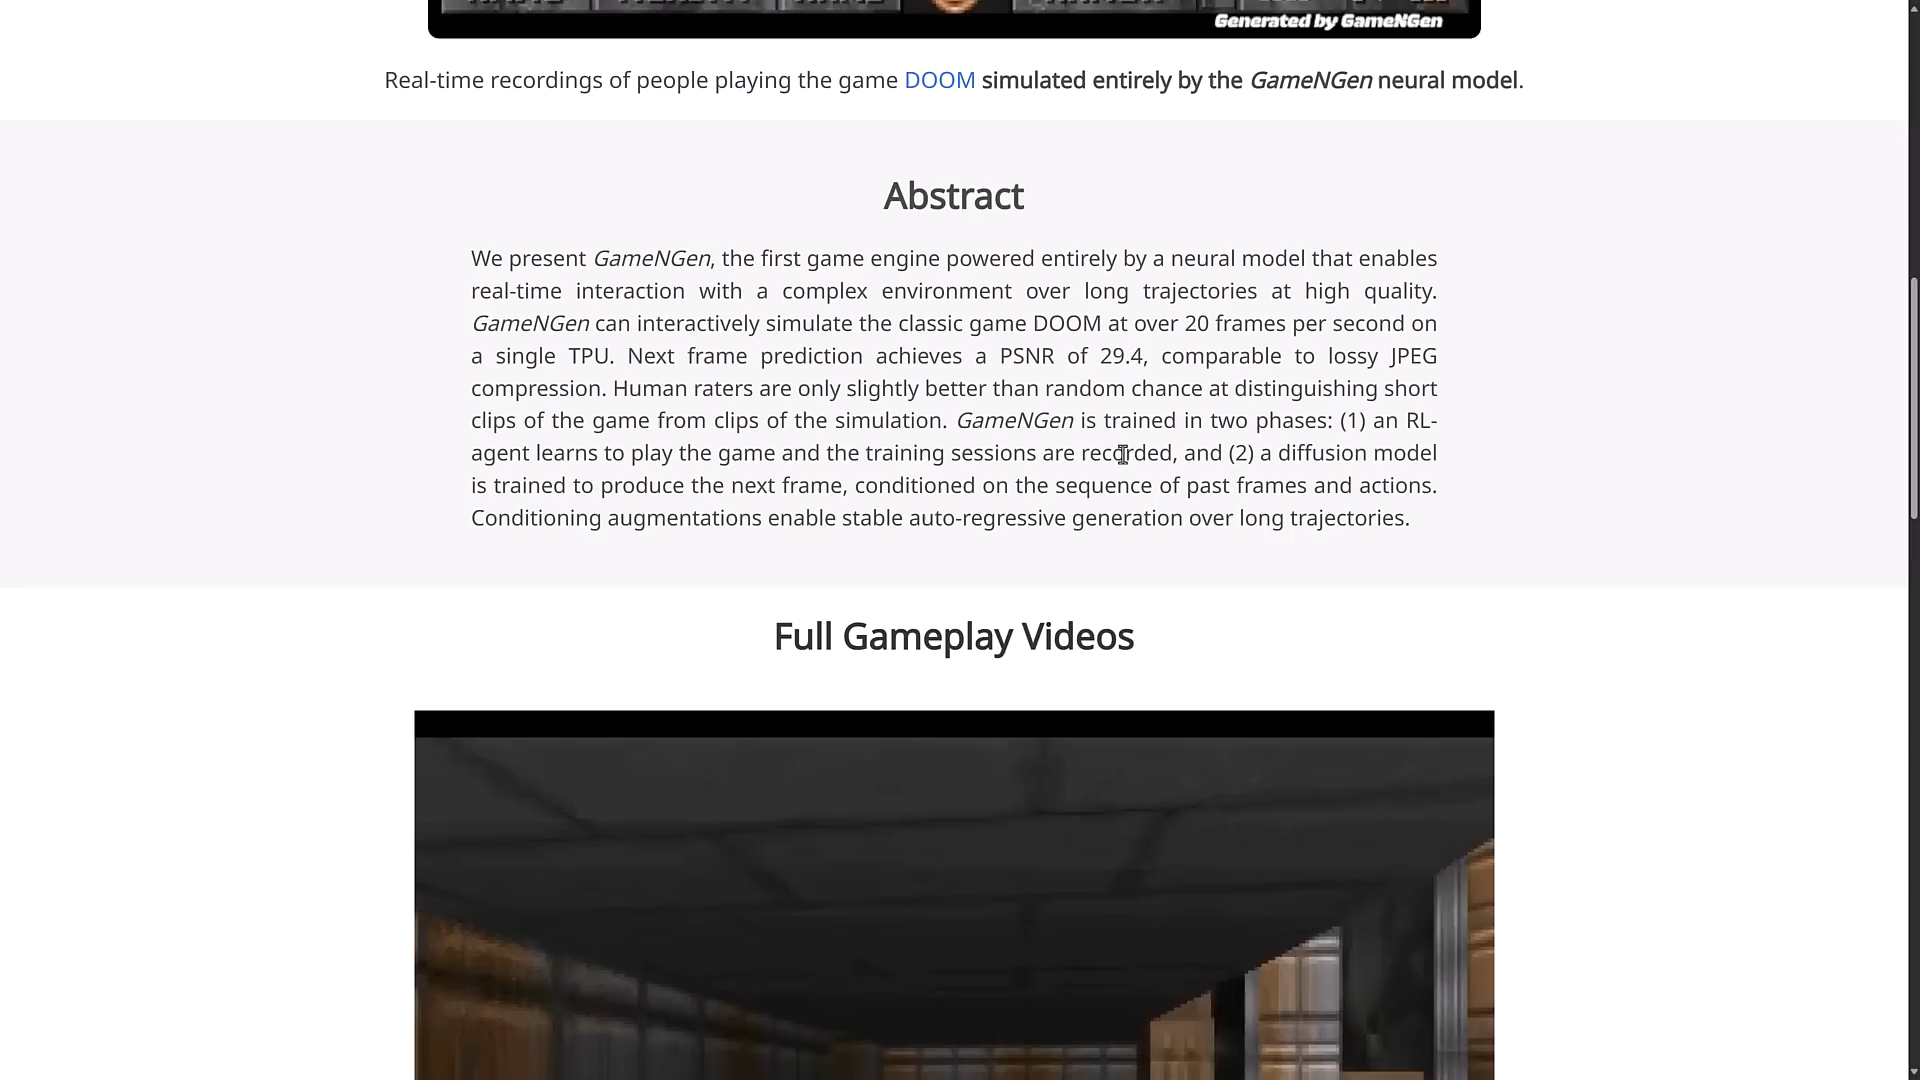 Generated by GameNGen
Real-time recordings of people playing the game DOOM simulated entirely by the GameNGen neural model.
Abstract
We present GameNGen, the first game engine powered entirely by a neural model that enables
real-time interaction with a complex environment over long trajectories at high quality.
GameNGen can interactively simulate the classic game DOOM at over 20 frames per second on
a single TPU. Next frame prediction achieves a PSNR of 29.4, comparable to lossy JPEG
compression. Human raters are only slightly better than random chance at distinguishing short
clips of the game from clips of the simulation. GameNGen is trained in two phases: (1) an RL-
agent learns to play the game and the training sessions are recorded, and (2) a diffusion model
is trained to produce the next frame, conditioned on the sequence of past frames and actions.
Conditioning augmentations enable stable auto-regressive generation over long trajectories.
Full Gameplay Videos